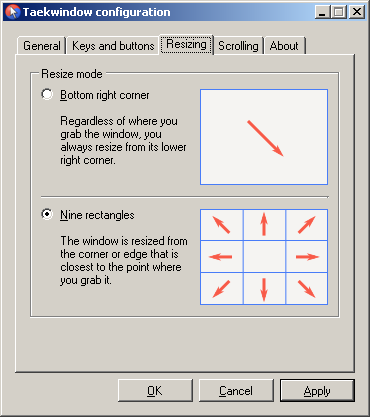 Taekwindow configuration
General Keys and buttons Resizing Scrolling About
Resize mode
Bottom right corner
Regardless of where you
grab the window, you
always resize from its lower
right corner.
Nine rectangles
The window is resized from
the corner or edge that is
closest to the point where
you grab it.
OK Cancel Apply